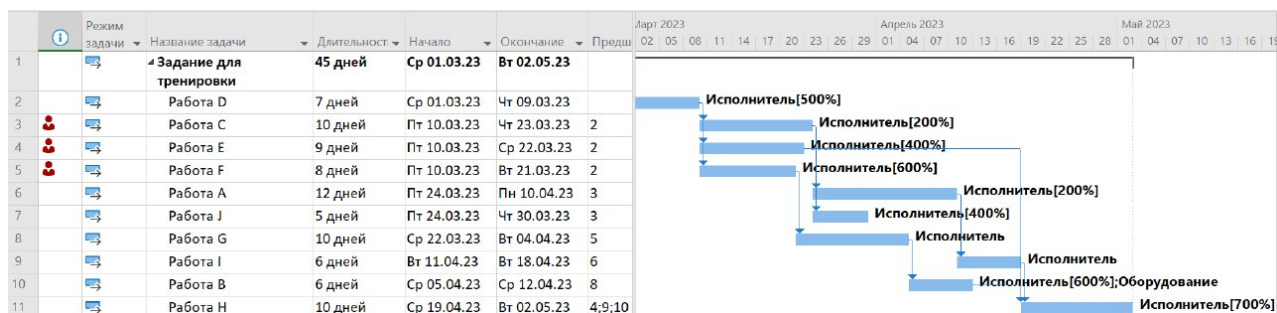 Март 2023 Апрель 2023 Май 2023
Режим
задачи Название задачи Длительност Начало Окончание Предш 02 05 08 11 14 17 20 23 26 29 01 04 07 10 13 16 19 22 25 28 01 04 07 10 13 16 19
1 Задание для тренировки 45 дней Ср 01.03.23 Вт 02.05.23
2 Работа D 7 дней Ср 01.03.23 Чт 09.03.23 Исполнитель[500%]
3 Работа C 10 дней Пт 10.03.23 Чт 23.03.23 2 Исполнитель[200%]
4 Работа E 9 дней Пт 10.03.23 Ср 22.03.23 2 Исполнитель[400%]
5 Работа F 8 дней Пт 10.03.23 Вт 21.03.23 2 Исполнитель[600%]
6 Работа A 12 дней Пт 24.03.23 Пн 10.04.23 3 Исполнитель[200%]
7 Работа J 5 дней Пт 24.03.23 Чт 30.03.23 3 Исполнитель[400%]
8 Работа G 10 дней Ср 22.03.23 Вт 04.04.23 5 Исполнитель
9 Работа I 6 дней Вт 11.04.23 Вт 18.04.23 6 Исполнитель
10 Работа B 6 дней Ср 05.04.23 Ср 12.04.23 8 Исполнитель[600%];Оборудование
11 Работа H 10 дней Ср 19.04.23 Вт 02.05.23 4;9;10 Исполнитель[700%]